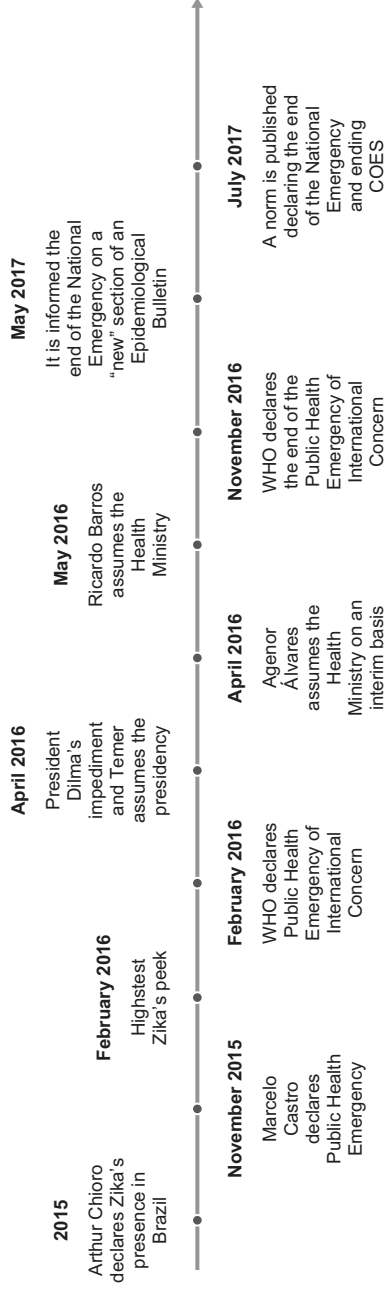 2015
Arthur Chioro
declares Zika's
presence in
Brazil
November 2015
Marcelo
Castro
declares
Public Health
Emergency
February 2016
Highstest
Zika's peek
February 2016
WHO declares
Public Health
Emergency of
International
Concern
April 2016
President
Dilma's
impediment
and Temer
assumes the
presidency
April 2016
Agenor
Álvares
assumes the
Health
Ministry on an
interim basis
May 2016
Ricardo Barros
assumes the
Health
Ministry
November 2016
WHO declares
the end of the
Public Health
Emergency of
International
Concern
May 2017
It is informed the
end of the National
Emergency on a
“new” section of an
Epidemiological
Bulletin
July 2017
A norm is published
declaring the end
of the National
Emergency
and ending
COES